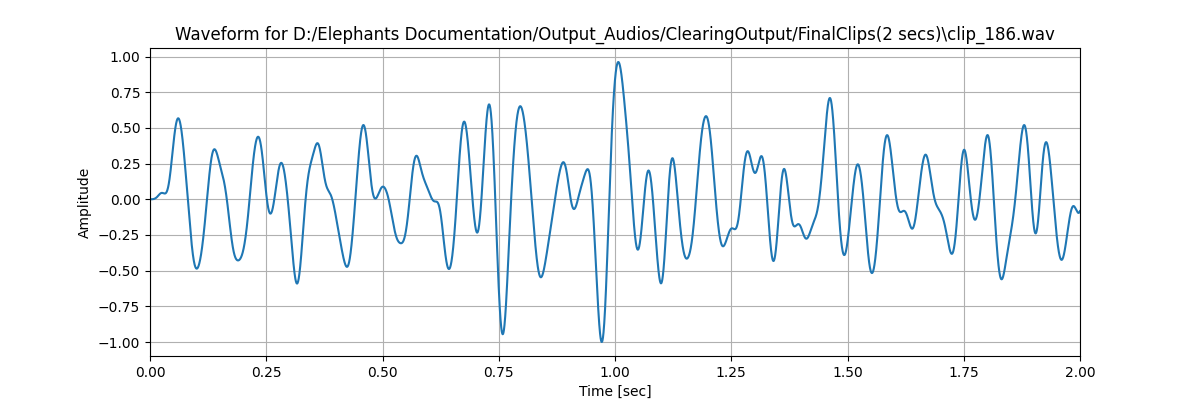 Waveform for D:/Elephants Documentation/Output_Audios/ClearingOutput/FinalClips(2 secs)\clip_186.wav
1.00
0.75
0.50
0.25
0.00
−0.25
−0.50
−0.75
−1.00
Amplitude
0.00 0.25 0.50 0.75 1.00 1.25 1.50 1.75 2.00
Time [sec]